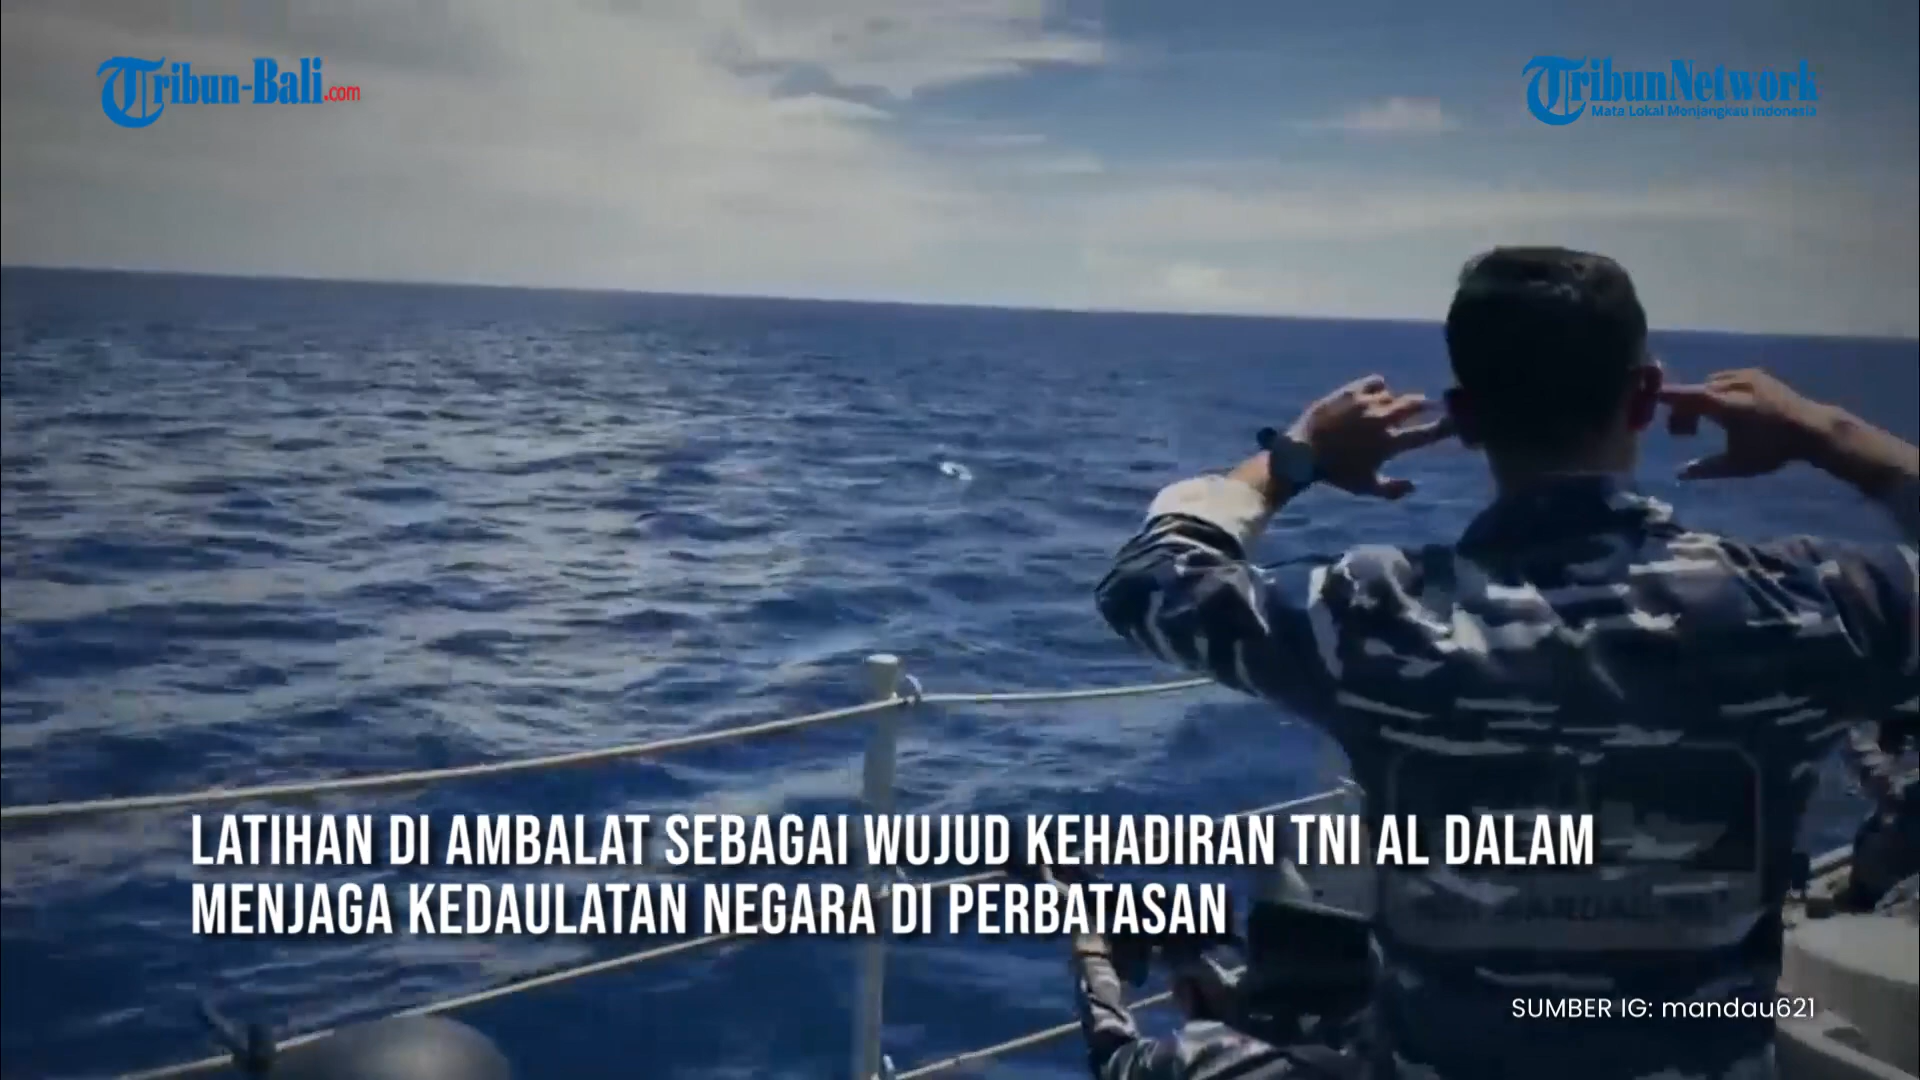 Tribun-Bali.com
TribunNetwork
Mata Lokal Menjangkau Indonesia
LATIHAN DI AMBALAT SEBAGAI WUJUD KEHADIRAN TNI AL DALAM
MENJAGA KEDAULATAN NEGARA DI PERBATASAN
SUMBER IG: mandau621